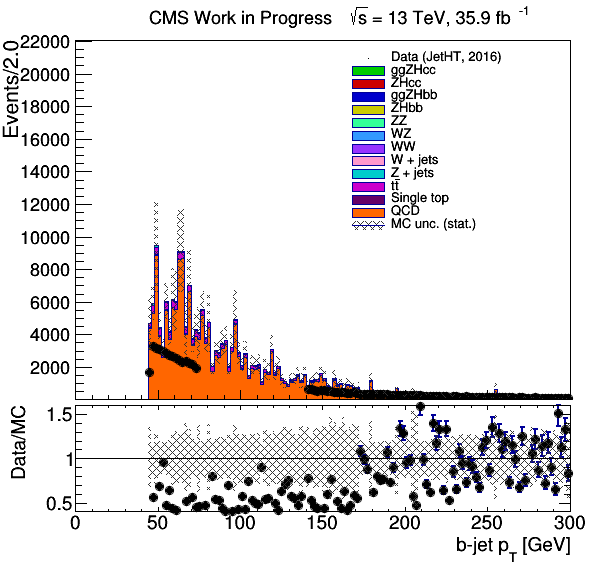 CMS Work in Progress √s = 13 TeV, 35.9 fb -1
Events/2.0
22000
20000
18000
16000
14000
12000
10000
8000
6000
4000
2000
Data (JetHT, 2016)
ggZHcc
ZHcc
ggZHbb
ZHbb
ZZ
WZ
WW
W + jets
Z + jets
tt̄
Single top
QCD
MC unc. (stat.)
Data/MC
1.5
1
0.5
0 50 100 150 200 250 300
b-jet pT [GeV]